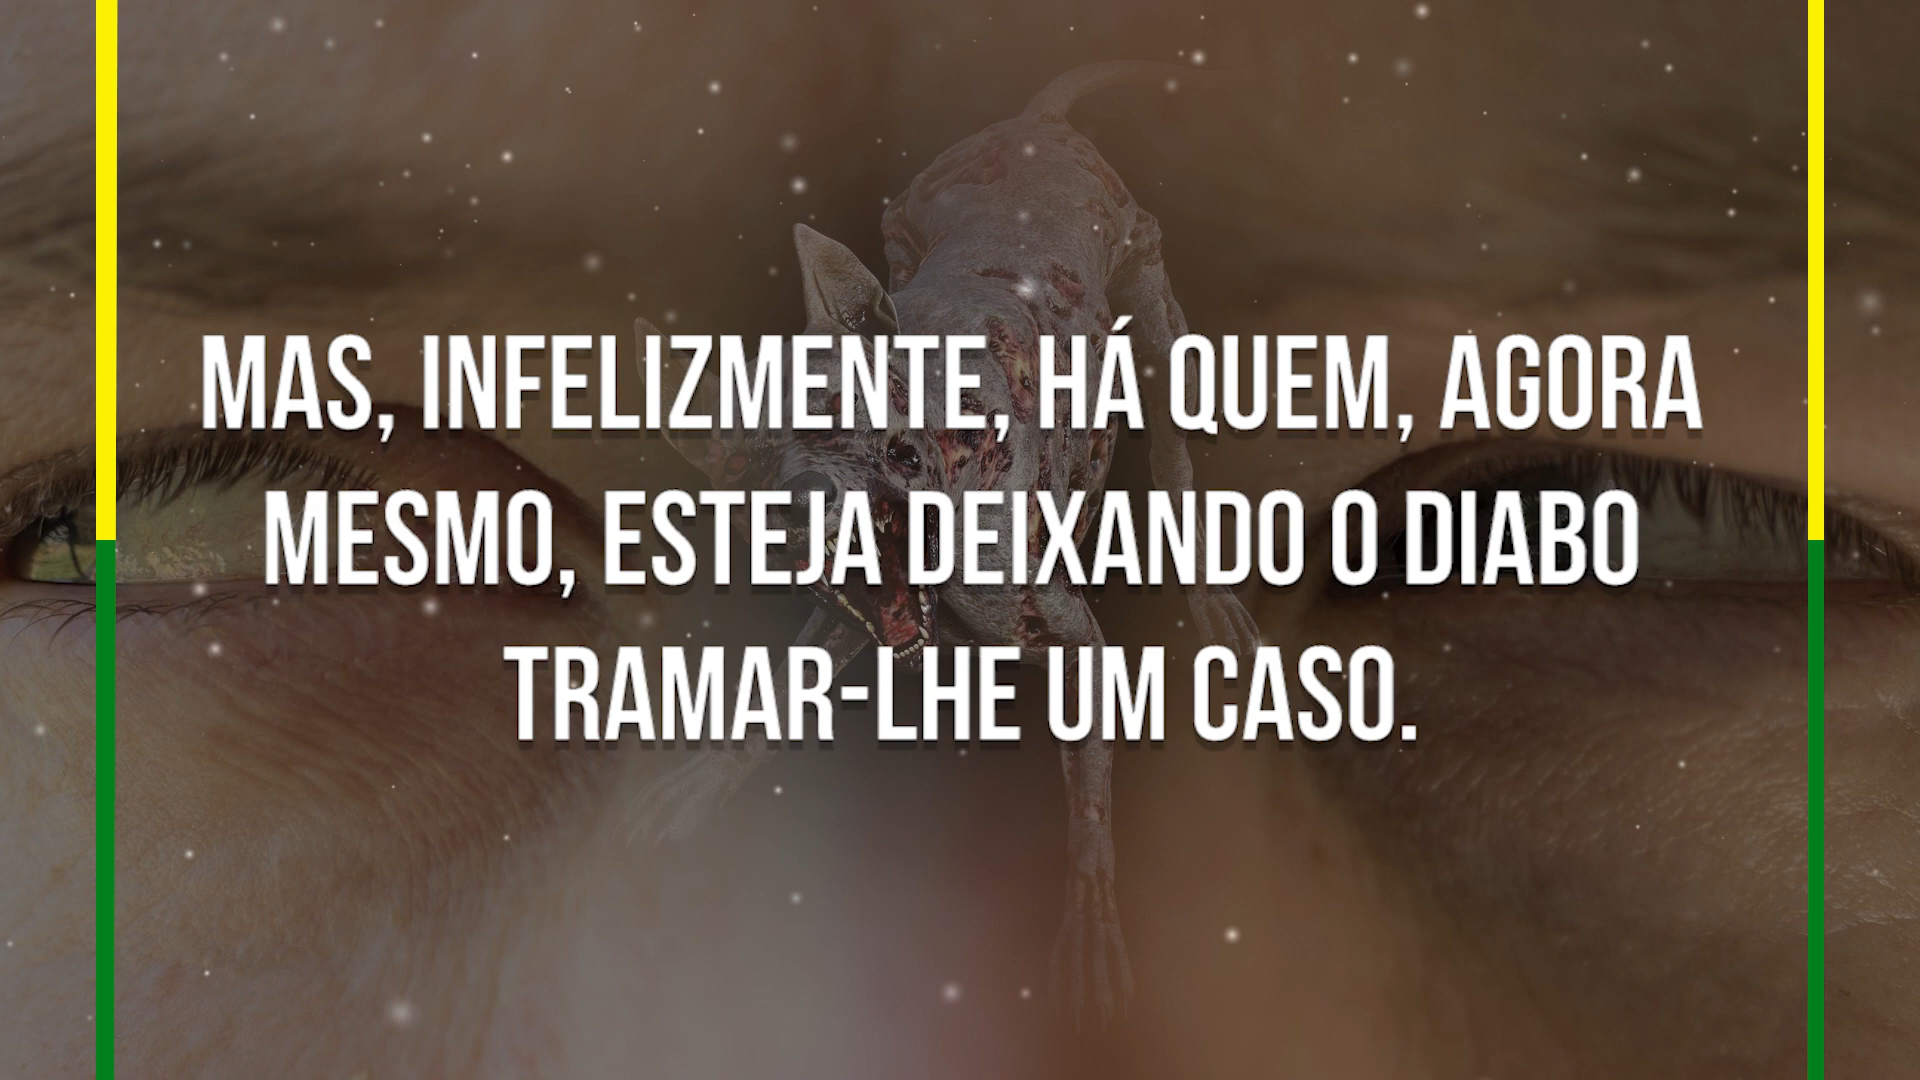 MAS, INFELIZMENTE, HÁ QUEM, AGORA
MESMO, ESTEJA DEIXANDO O DIABO
TRAMAR-LHE UM CASO.